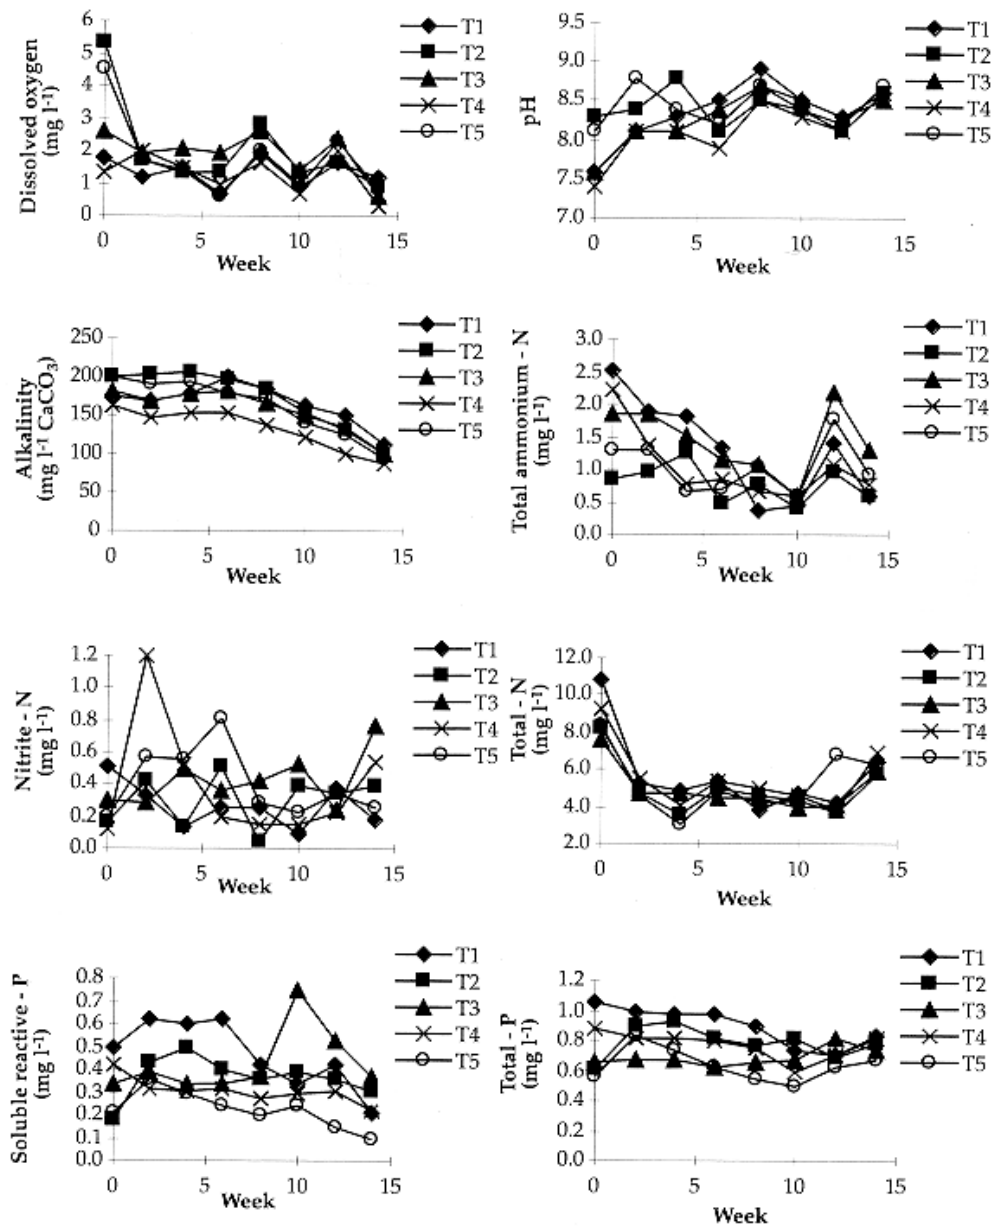 Dissolved oxygen
(mg l-1)
6
5
4
3
2
1
0
0 5 10 15
Week
T1
T2
T3
T4
T5
pH
9.5
9.0
8.5
8.0
7.5
7.0
0 5 10 15
Week
T1
T2
T3
T4
T5
Alkalinity
(mg l-1 CaCO3)
250
200
150
100
50
0
0 5 10 15
Week
T1
T2
T3
T4
T5
Total ammonium - N
(mg l-1)
3.0
2.5
2.0
1.5
1.0
0.5
0.0
0 5 10 15
Week
T1
T2
T3
T4
T5
Nitrite - N
(mg l-1)
1.2
1.0
0.8
0.6
0.4
0.2
0.0
0 5 10 15
Week
T1
T2
T3
T4
T5
Total - N
(mg l-1)
12.0
10.0
8.0
6.0
4.0
2.0
0 5 10 15
Week
T1
T2
T3
T4
T5
Soluble reactive - P
(mg l-1)
0.8
0.7
0.6
0.5
0.4
0.3
0.2
0.1
0.0
0 5 10 15
Week
T1
T2
T3
T4
T5
Total - P
(mg l-1)
1.2
1.0
0.8
0.6
0.4
0.2
0.0
0 5 10 15
Week
T1
T2
T3
T4
T5